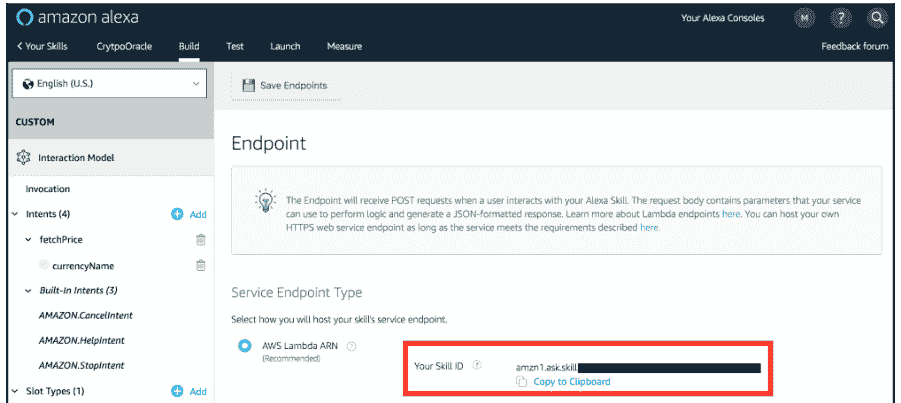 amazon alexa
Your Alexa Consoles
M
?
< Your Skills
CrytpoOracle
Build
Test
Launch
Measure
Feedback forum
English (U.S.)
Save Endpoints
CUSTOM
Interaction Model
Invocation
Intents (4)
Add
fetchPrice
currencyName
Built-In Intents (3)
AMAZON.CancelIntent
AMAZON.HelpIntent
AMAZON.StopIntent
Slot Types (1)
Add
Endpoint
The Endpoint will receive POST requests when a user interacts with your Alexa Skill. The request body contains parameters that your service
can use to perform logic and generate a JSON-formatted response. Learn more about Lambda endpoints here. You can host your own
HTTPS web service endpoint as long as the service meets the requirements described here.
Service Endpoint Type
Select how you will host your skill's service endpoint.
AWS Lambda ARN ?
(Recommended)
Your Skill ID ?
amzn1.ask.skill
Copy to Clipboard